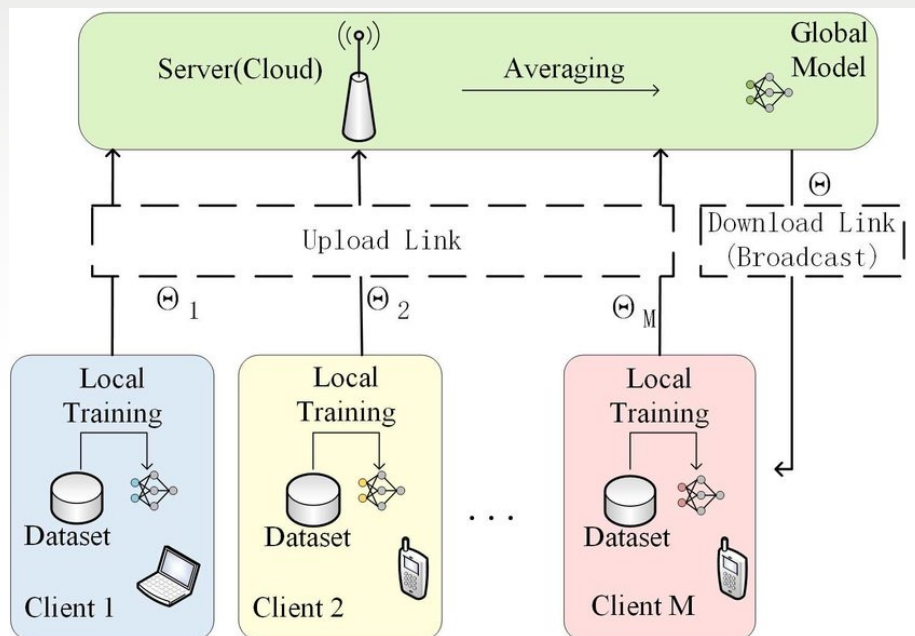 Server(Cloud)
Averaging
Global
Model
Upload Link
Θ
Download Link
(Broadcast)
Θ 1
Θ 2
Θ M
Local
Training
Dataset
Client 1
Local
Training
Dataset
Client 2
. . .
Local
Training
Dataset
Client M